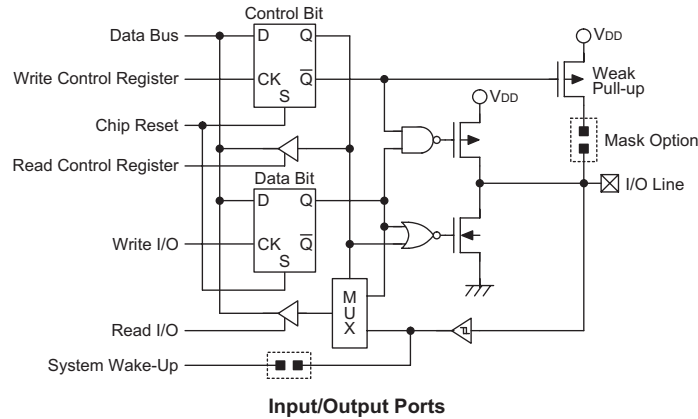 Control Bit
Data Bus
D
Q
VDD
Write Control Register
CK
Q
Weak
Pull-up
S
VDD
Chip Reset
Mask Option
Read Control Register
Data Bit
I/O Line
D
Q
Write I/O
CK
Q
S
M
U
X
Read I/O
System Wake-Up
Input/Output Ports